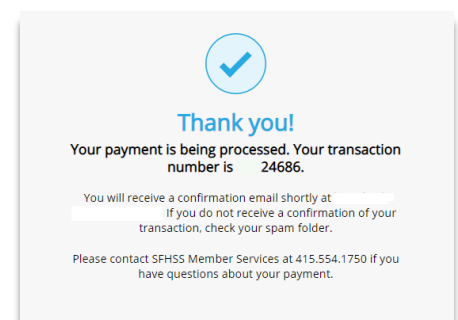 Thank you!
Your payment is being processed. Your transaction
number is 24686.
You will receive a confirmation email shortly at
If you do not receive a confirmation of your
transaction, check your spam folder.
Please contact SFHSS Member Services at 415.554.1750 if you
have questions about your payment.